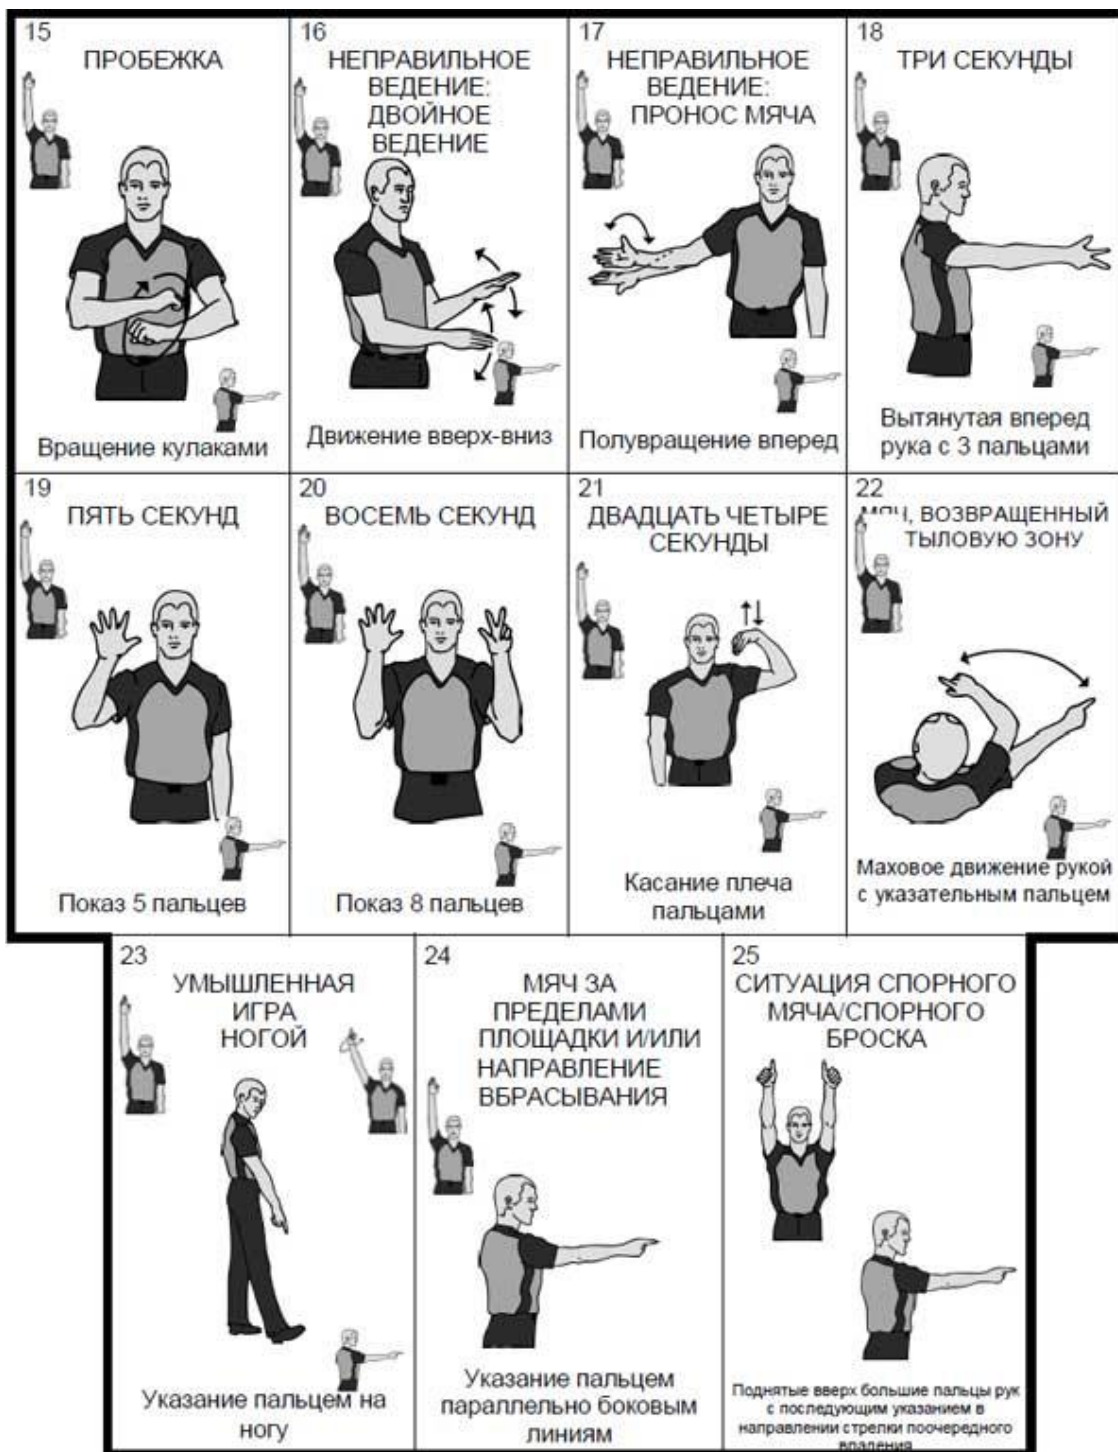 15
ПРОБЕЖКА
Вращение кулаками
16
НЕПРАВИЛЬНОЕ
ВЕДЕНИЕ:
ДВОЙНОЕ
ВЕДЕНИЕ
Движение вверх-вниз
17
НЕПРАВИЛЬНОЕ
ВЕДЕНИЕ:
ПРОНОС МЯЧА
Полувращение вперед
18
ТРИ СЕКУНДЫ
Вытянутая вперед
рука с 3 пальцами
19
ПЯТЬ СЕКУНД
Показ 5 пальцев
20
ВОСЕМЬ СЕКУНД
Показ 8 пальцев
21
ДВАДЦАТЬ ЧЕТЫРЕ
СЕКУНДЫ
Касание плеча
пальцами
22
МЯЧ, ВОЗВРАЩЕННЫЙ
ТЫЛОВУЮ ЗОНУ
Маховое движение рукой
с указательным пальцем
23
УМЫШЛЕННАЯ
ИГРА
НОГОЙ
Указание пальцем на
ногу
24
МЯЧ ЗА
ПРЕДЕЛАМИ
ПЛОЩАДКИ И/ИЛИ
НАПРАВЛЕНИЕ
ВБРАСЫВАНИЯ
Указание пальцем
параллельно боковым
линиям
25
СИТУАЦИЯ СПОРНОГО
МЯЧА/СПОРНОГО
БРОСКА
Поднятые вверх большие пальцы рук
с последующим указанием в
направлении стрелки поочередного
владения